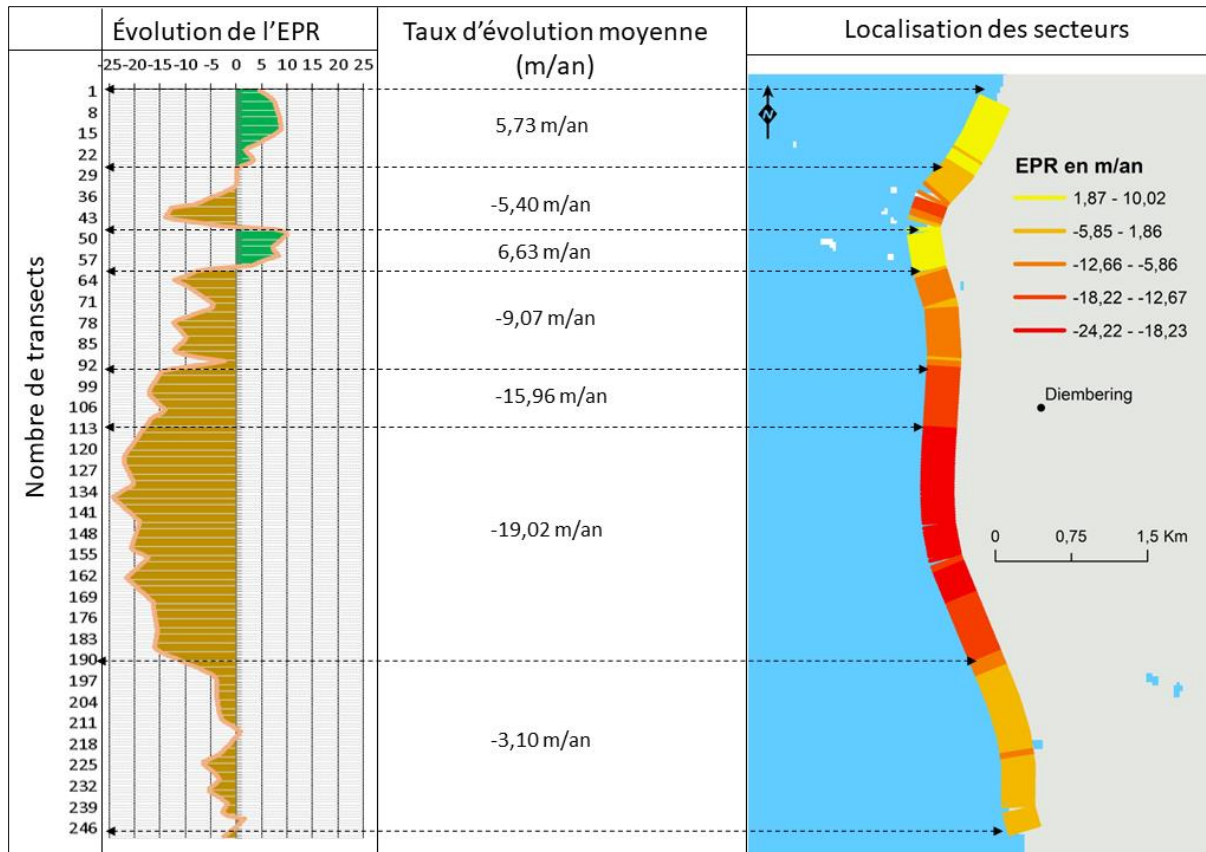 Évolution de l'EPR
-25-20-15-10 -5 0 5 10 15 20 25
Nombre de transects
1
8
15
22
29
36
43
50
57
64
71
78
85
92
99
106
113
120
127
134
141
148
155
162
169
176
183
190
197
204
211
218
225
232
239
246
Taux d'évolution moyenne
(m/an)
5,73 m/an
-5,40 m/an
6,63 m/an
-9,07 m/an
-15,96 m/an
-19,02 m/an
-3,10 m/an
Localisation des secteurs
N
EPR en m/an
1,87 - 10,02
-5,85 - 1,86
-12,66 - -5,86
-18,22 - -12,67
-24,22 - -18,23
Diembering
0 0,75 1,5 Km